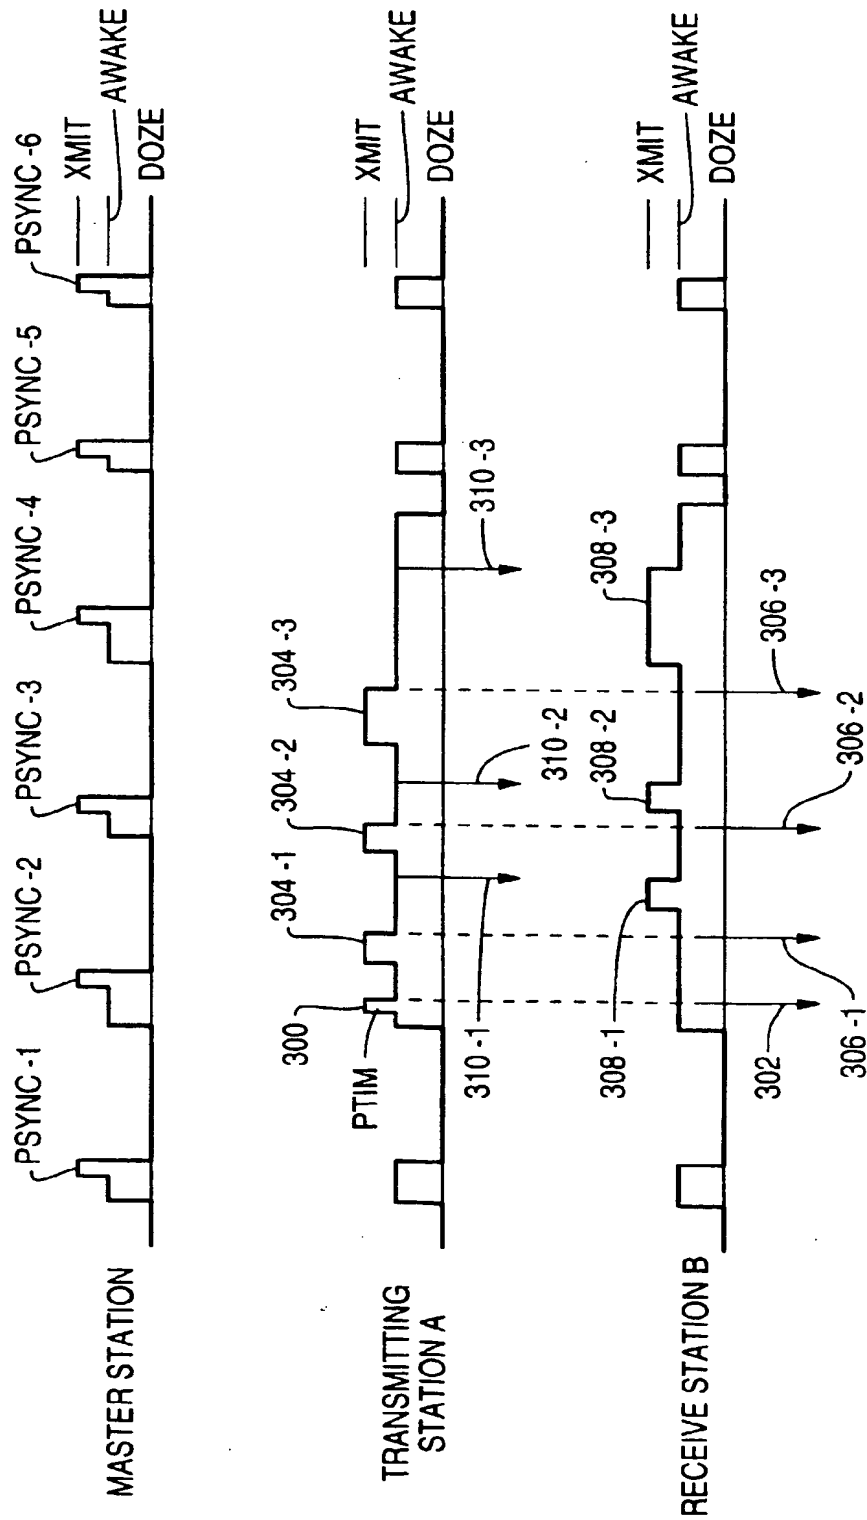 PSYNC-1
PSYNC-2
PSYNC-3
PSYNC-4
PSYNC-5
PSYNC-6
XMIT
AWAKE
DOZE
MASTER STATION
300
304-1
304-2
304-3
XMIT
AWAKE
DOZE
PTIM
TRANSMITTING
STATION A
310-1
310-2
310-3
308-1
308-2
308-3
XMIT
AWAKE
DOZE
RECEIVE STATION B
302
306-1
306-2
306-3